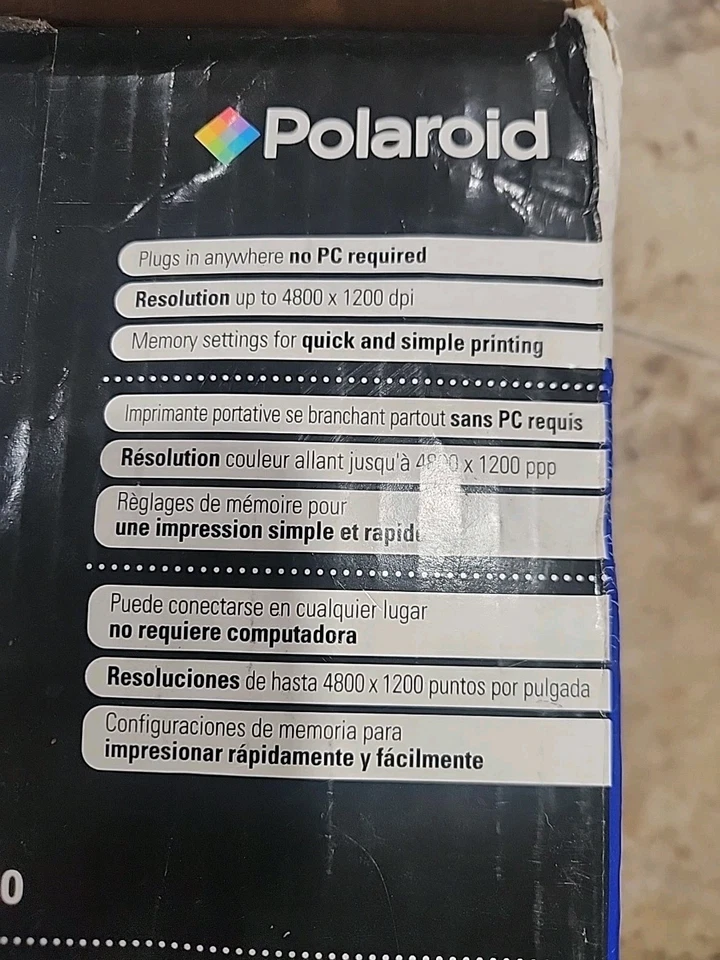 Polaroid
Plugs in anywhere no PC required
Resolution up to 4800 x 1200 dpi
Memory settings for quick and simple printing
Imprimante portative se branchant partout sans PC requis
Résolution couleur allant jusqu'à 4800 x 1200 ppp
Règlages de mémoire pour
une impression simple et rapide
Puede conectarse en cualquier lugar
no requiere computadora
Resoluciones de hasta 4800 x 1200 puntos por pulgada
Configuraciones de memoria para
impresionar rápidamente y fácilmente
0